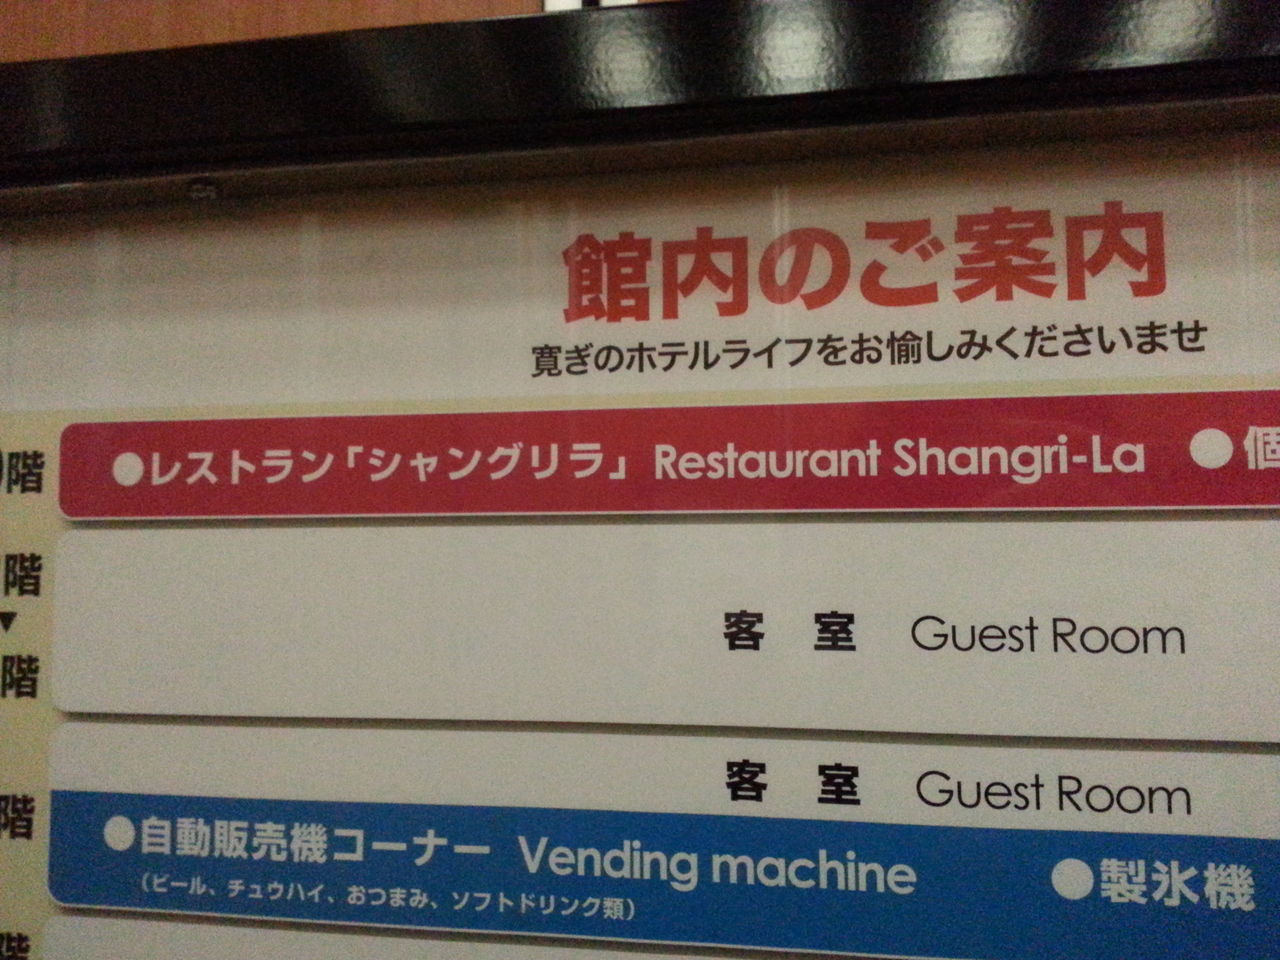 館内のご案内
寛ぎのホテルライフをお愉しみくださいませ
階 ●レストラン「シャングリラ」 Restaurant Shangri-La ●個
階
▼
客 室 Guest Room
階
客 室 Guest Room
階
●自動販売機コーナー Vending machine ●製氷機
（ビール、チュウハイ、おつまみ、ソフトドリンク類）
階